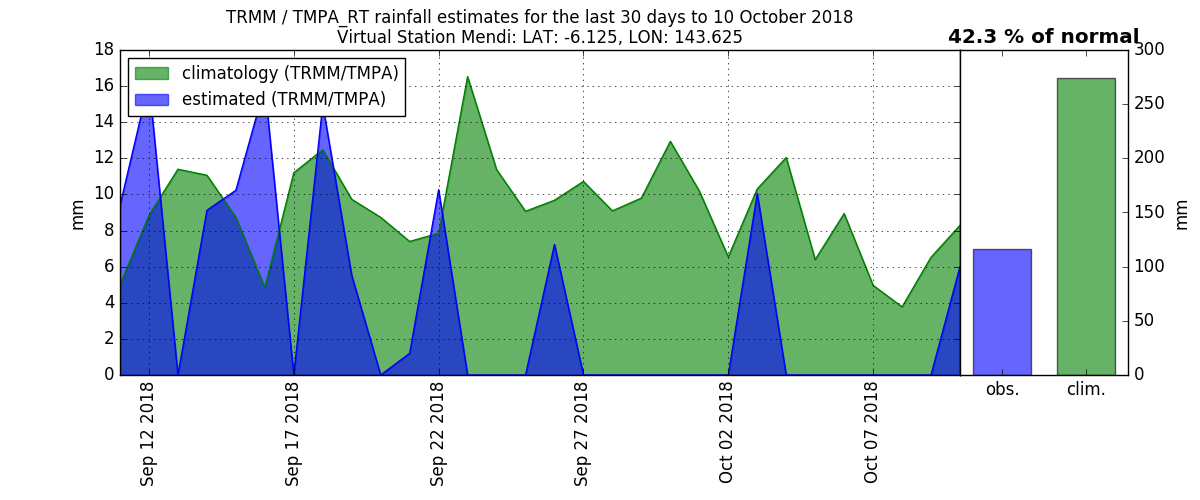 TRMM / TMPA_RT rainfall estimates for the last 30 days to 10 October 2018
Virtual Station Mendi: LAT: -6.125, LON: 143.625
42.3 % of normal
climatology (TRMM/TMPA)
estimated (TRMM/TMPA)
18
16
14
12
10
8
6
4
2
0
mm
300
250
200
150
100
50
0
mm
Sep 12 2018
Sep 17 2018
Sep 22 2018
Sep 27 2018
Oct 02 2018
Oct 07 2018
obs.
clim.